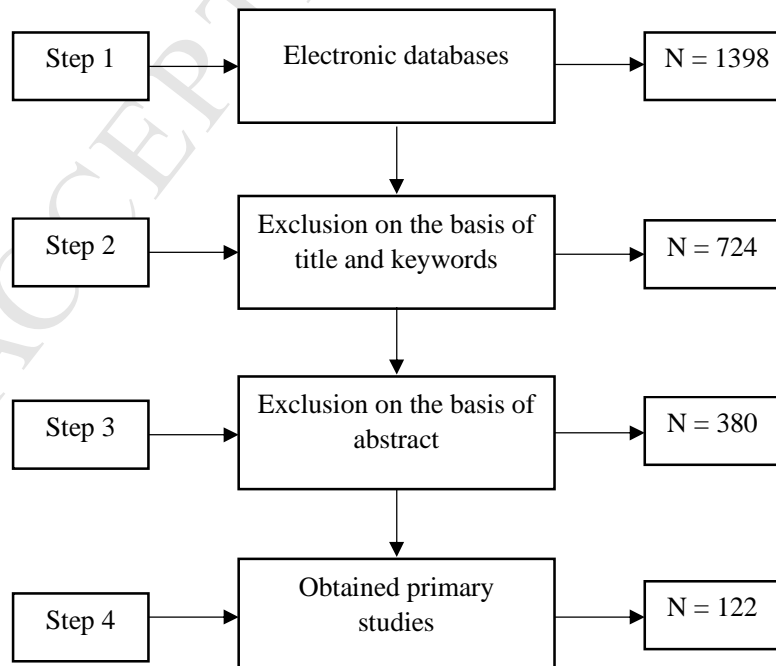 Step 1
Electronic databases
N = 1398
Step 2
Exclusion on the basis of
title and keywords
N = 724
Step 3
Exclusion on the basis of
abstract
N = 380
Step 4
Obtained primary
studies
N = 122
ACCEPT